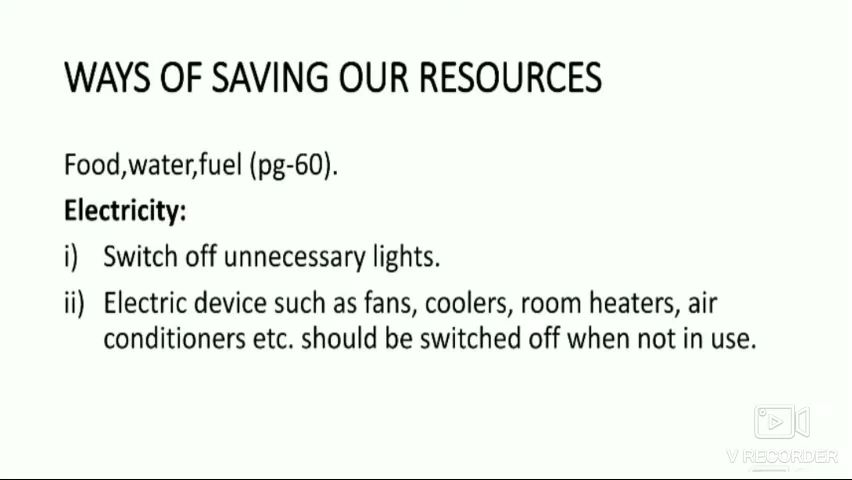 WAYS OF SAVING OUR RESOURCES
Food,water,fuel (pg-60).
Electricity:
i) Switch off unnecessary lights.
ii) Electric device such as fans, coolers, room heaters, air
conditioners etc. should be switched off when not in use.
V RECORDER